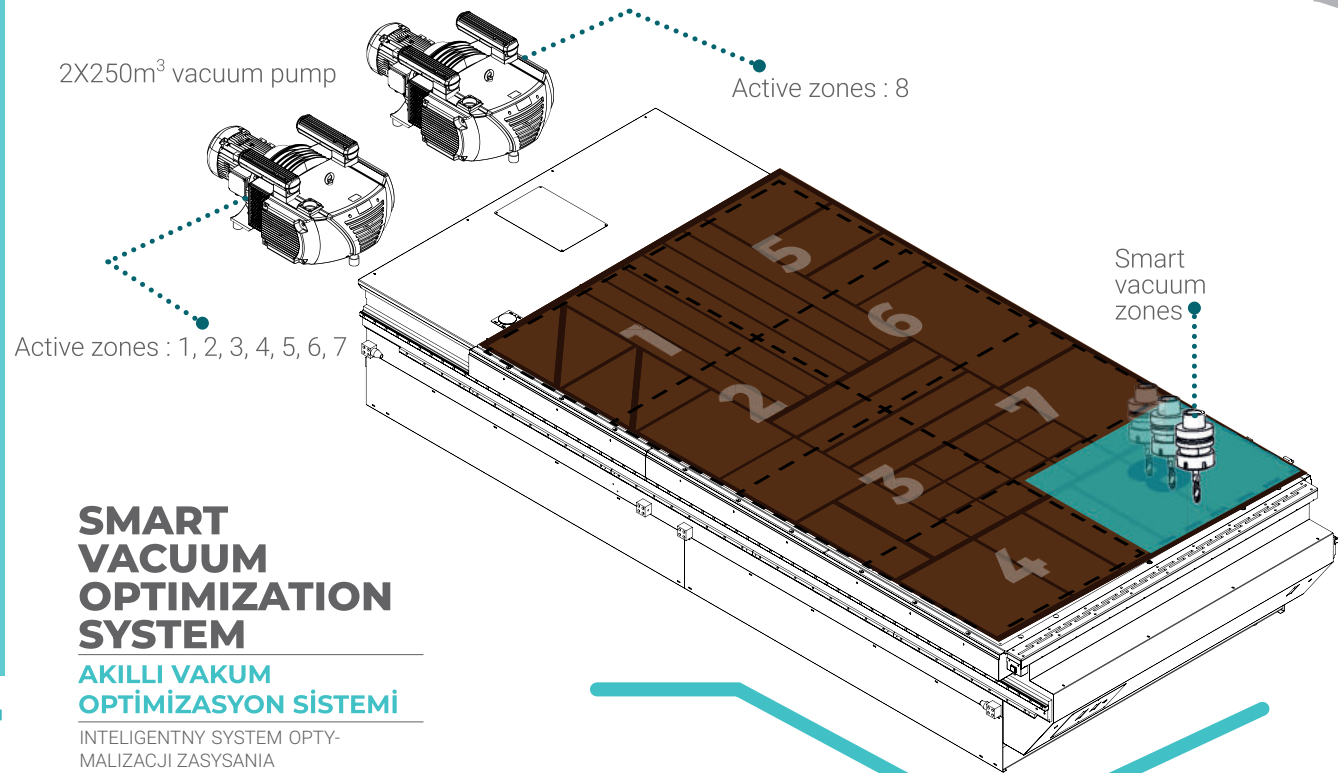 2X250m³ vacuum pump
Active zones : 8
Active zones : 1, 2, 3, 4, 5, 6, 7
Smart
vacuum
zones
5
6
1
2
7
3
4
SMART
VACUUM
OPTIMIZATION
SYSTEM
AKILLI VAKUM
OPTİMİZASYON SİSTEMİ
INTELIGENTNY SYSTEM OPTY-
MALIZACJI ZASYSANIA